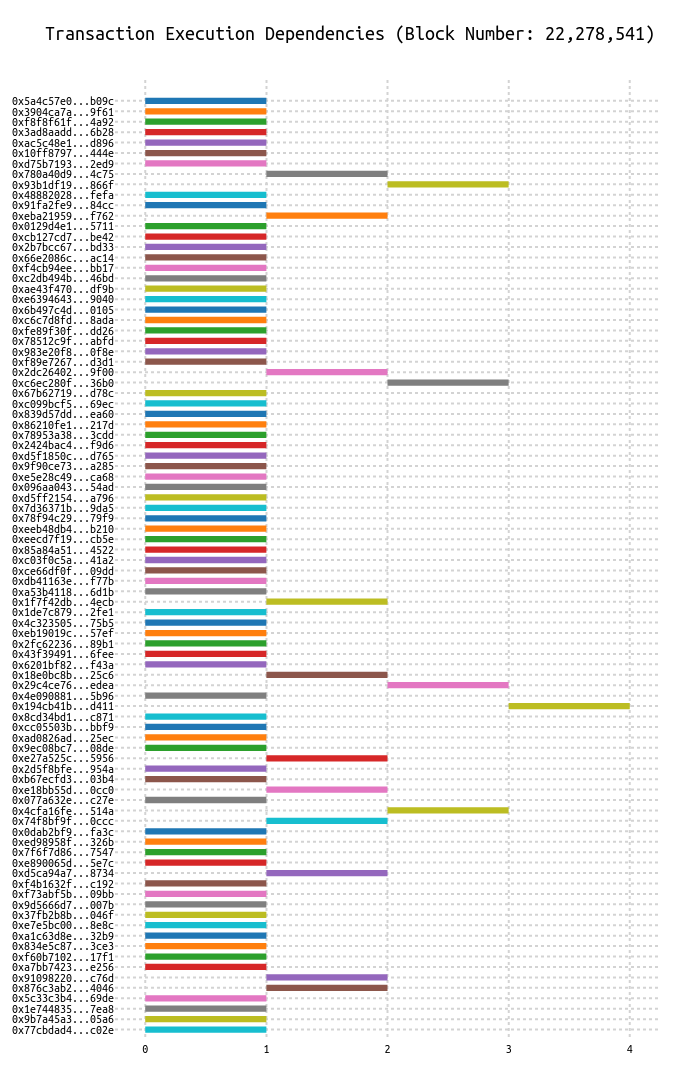 Transaction Execution Dependencies (Block Number: 22,278,541)
0x5a4c57e0...b09c
0x3904ca7a...9f61
0xf8f8f61f...4a92
0x3ad8aadd...6b28
0xac5c48e1...d896
0x10ff8797...444e
0xd75b7193...2ed9
0x780a40d9...4c75
0x93b1df19...866f
0x48882028...fefa
0x91fa2fe9...84cc
0xeba21959...f762
0x0129d4e1...5711
0xcb127cd7...be42
0x2b7bcc67...bd33
0x66e2086c...ac14
0xf4cb94ee...bb17
0xc2db494b...46bd
0xae43f470...df9b
0xe6394643...9040
0x6b497c4d...0105
0xc6c7d8fd...8ada
0xfe89f30f...dd26
0x78512c9f...abfd
0x983e20f8...0f8e
0xf89e7267...d3d1
0x2dc26402...9f00
0xc6ec280f...36b0
0x67b62719...d78c
0xc099bcf5...69ec
0x839d57dd...ea60
0x86210fe1...217d
0x78953a38...3cdd
0x2424bac4...f9d6
0xd5f1850c...d765
0x9f90ce73...a285
0xe5e28c49...ca68
0x096aa043...54ad
0xd5ff2154...a796
0x7d36371b...9da5
0x78f94c29...79f9
0xeeb48db4...b210
0xeecd7f19...cb5e
0x85a84a51...4522
0xc03f0c5a...41a2
0xce66df0f...09dd
0xdb41163e...f77b
0xa53b4118...6d1b
0x1f7f42db...4ecb
0x1de7c879...2fe1
0x4c323505...75b5
0xeb19019c...57ef
0x2fc62236...89b1
0x43f39491...6fee
0x6201bf82...f43a
0x18e0bc8b...25c6
0x29c4ce76...edea
0x4e090881...5b96
0x194cb41b...d411
0x8cd34bd1...c871
0xcc05503b...bbf9
0xad0826ad...25ec
0x9ec08bc7...08de
0xe27a525c...5956
0x2d5f8bfe...954a
0xb67ecfd3...03b4
0xe18bb55d...0cc0
0x077a632e...c27e
0x4cfa16fe...514a
0x74f8bf9f...0ccc
0x0dab2bf9...fa3c
0xed98958f...326b
0x7f6f7d86...7547
0xe890065d...5e7c
0xd5ca94a7...8734
0xf4b1632f...c192
0xf73abf5b...09bb
0x9d5666d7...007b
0x37fb2b8b...046f
0xe7e5bc00...8e8c
0xa1c63d8e...32b9
0x834e5c87...3ce3
0xf60b7102...17f1
0xa7bb7423...e256
0x91098220...c76d
0x876c3ab2...4046
0x5c33c3b4...69de
0x1e744835...7ea8
0x9b7a45a3...05a6
0x77cbdad4...c02e
0 1 2 3 4